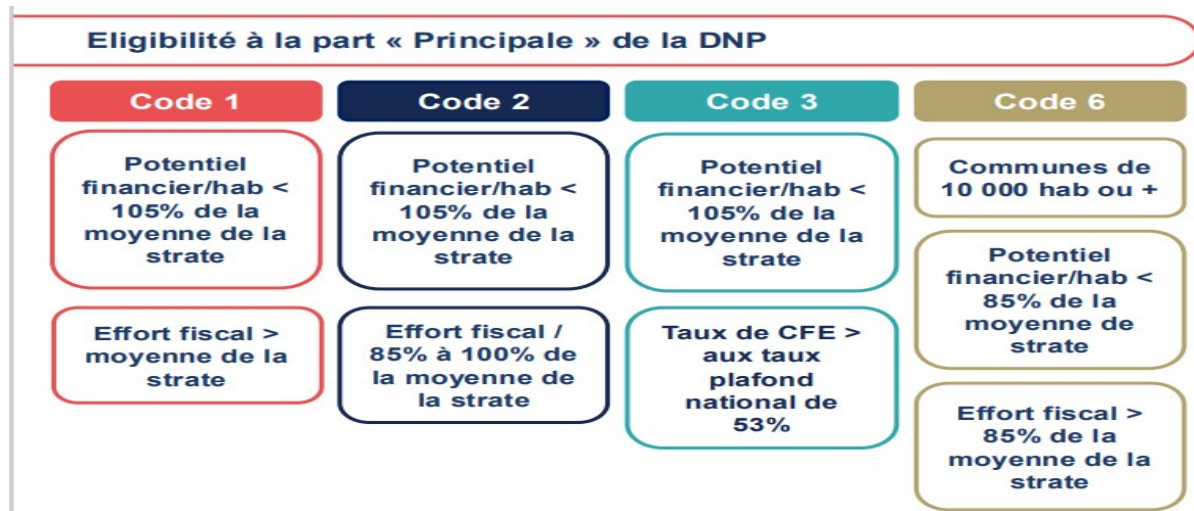 Eligibilité à la part « Principale » de la DNP
Code 1
Potentiel
financier/hab <
105% de la
moyenne de la
strate
Effort fiscal >
moyenne de la
strate
Code 2
Potentiel
financier/hab <
105% de la
moyenne de la
strate
Effort fiscal /
85% à 100% de
la moyenne de
la strate
Code 3
Potentiel
financier/hab <
105% de la
moyenne de la
strate
Taux de CFE >
aux taux
plafond
national de
53%
Code 6
Communes de
10 000 hab ou +
Potentiel
financier/hab <
85% de la
moyenne de
strate
Effort fiscal >
85% de la
moyenne de la
strate